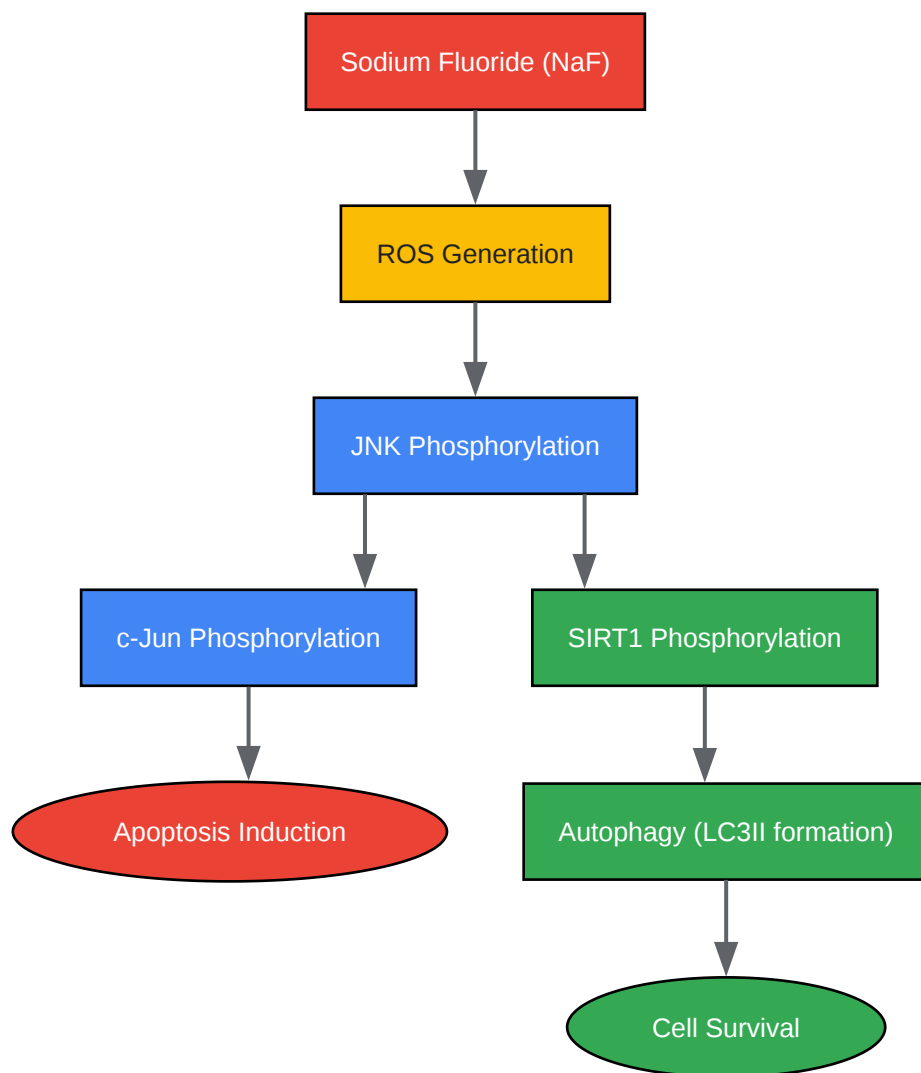 Sodium Fluoride (NaF)
ROS Generation
JNK Phosphorylation
c-Jun Phosphorylation
SIRT1 Phosphorylation
Apoptosis Induction
Autophagy (LC3II formation)
Cell Survival